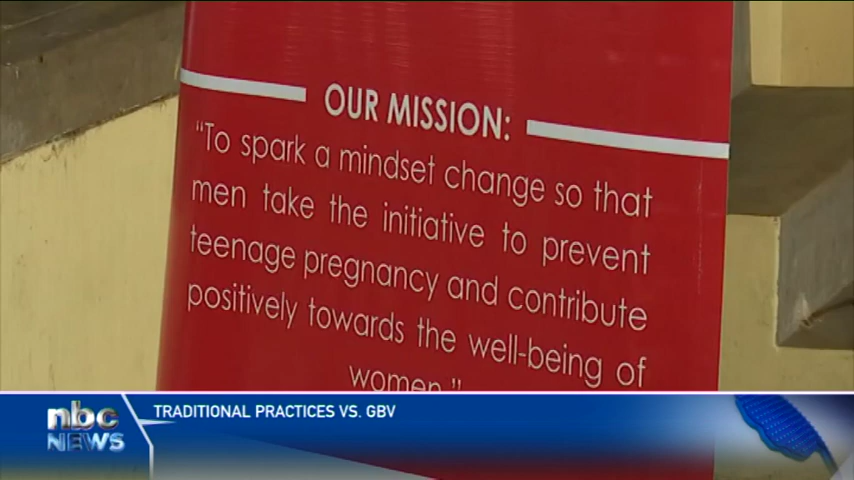 OUR MISSION:
"To spark a mindset change so that
men take the initiative to prevent
teenage pregnancy and contribute
positively towards the well-being of
women."
nbc
NEWS
TRADITIONAL PRACTICES VS. GBV